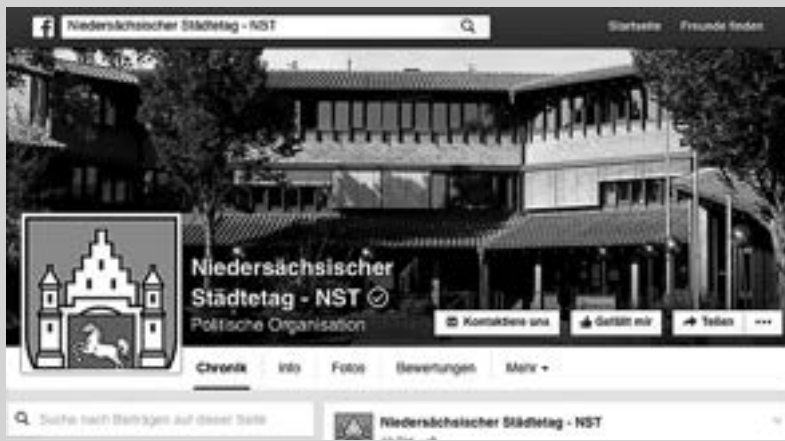 f Niedersächsischer Städtetag - NST
Startseite Freunde finden
Niedersächsischer
Städtetag - NST
Politische Organisation
Kontaktiere uns Gefällt mir Teilen ...
Chronik Info Fotos Bewertungen Mehr
Suche nach Beiträgen auf dieser Seite
Niedersächsischer Städtetag - NST